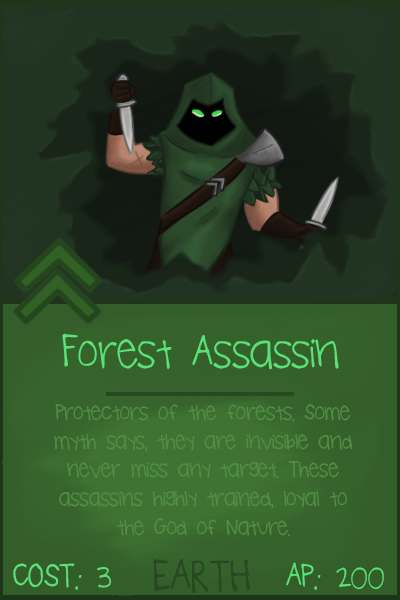 Forest Assassin
Protectors of the forests. Some
myth says, they are invisible and
never miss any target. These
assassins highly trained, loyal to
the God of Nature.
COST: 3 EARTH AP: 200